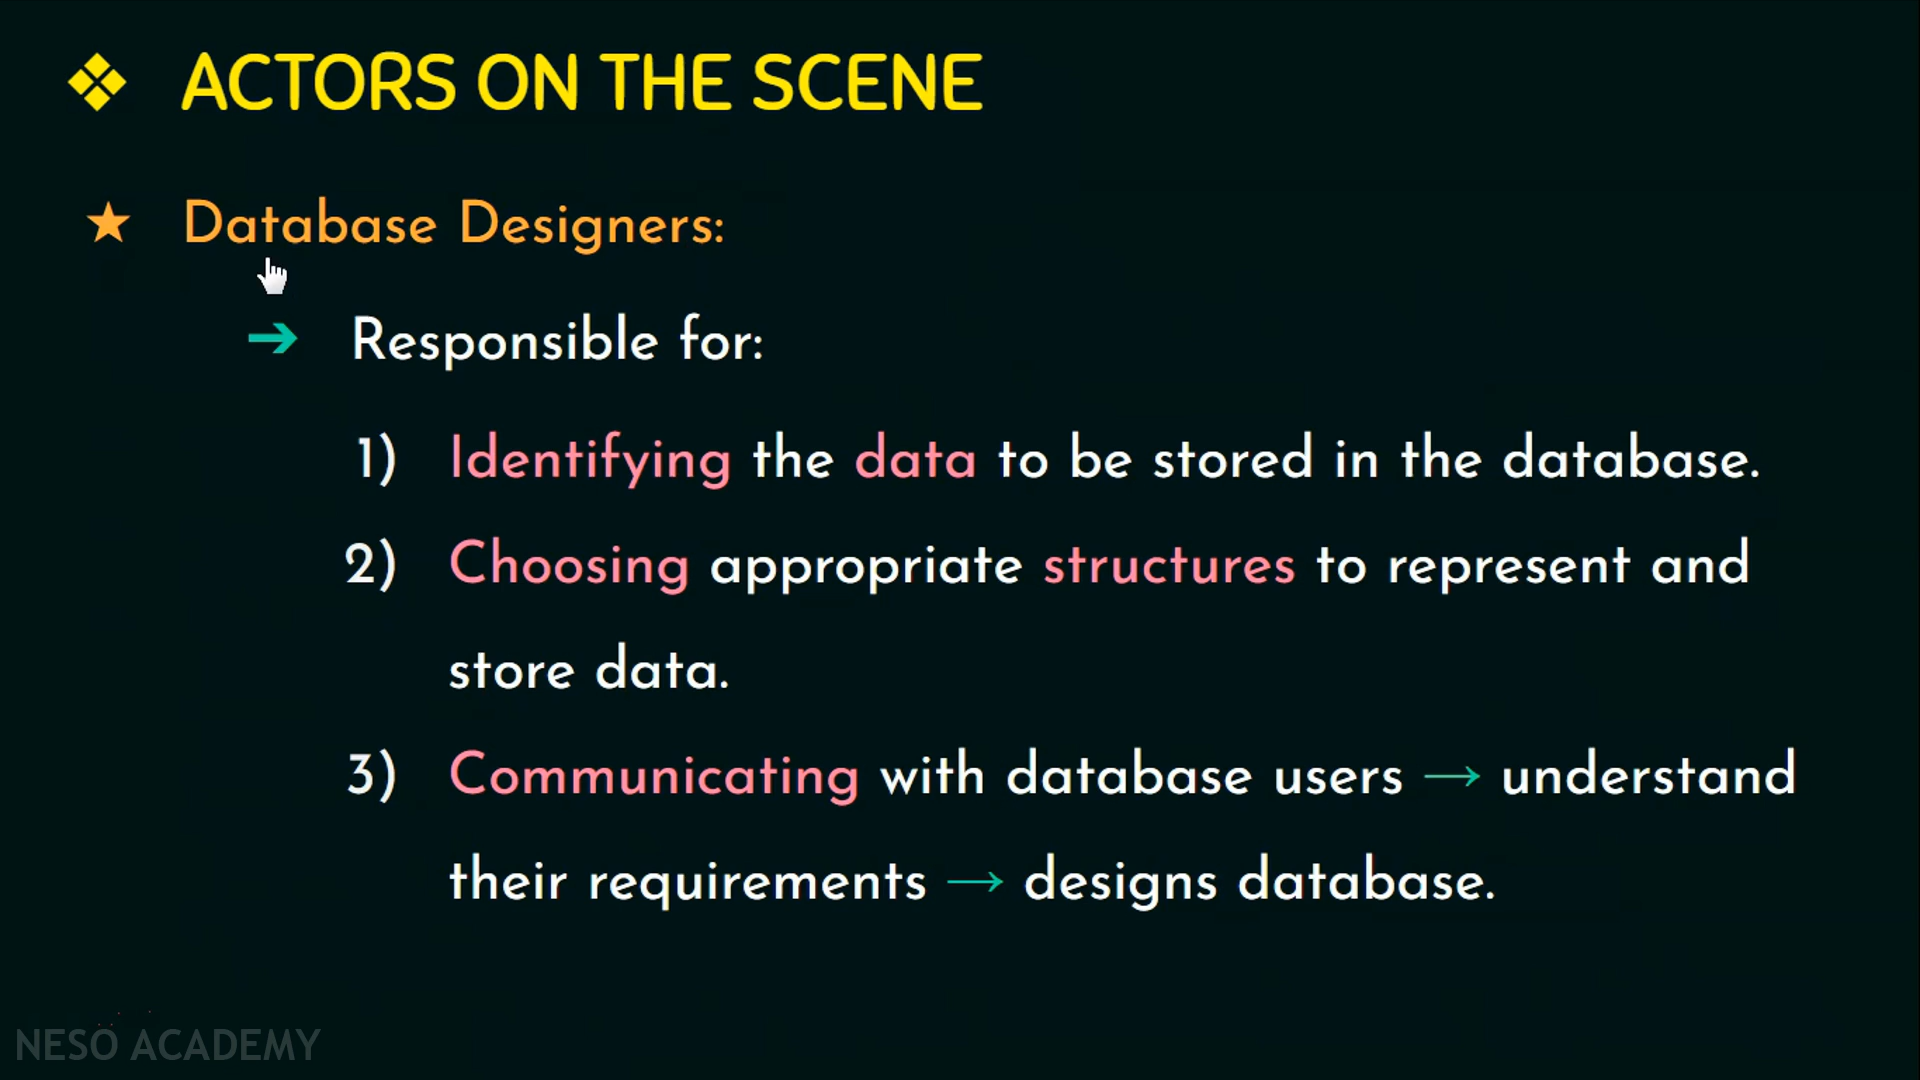 ❖ ACTORS ON THE SCENE
★ Database Designers:
➔ Responsible for:
1) Identifying the data to be stored in the database.
2) Choosing appropriate structures to represent and
store data.
3) Communicating with database users → understand
their requirements → designs database.
NESO ACADEMY